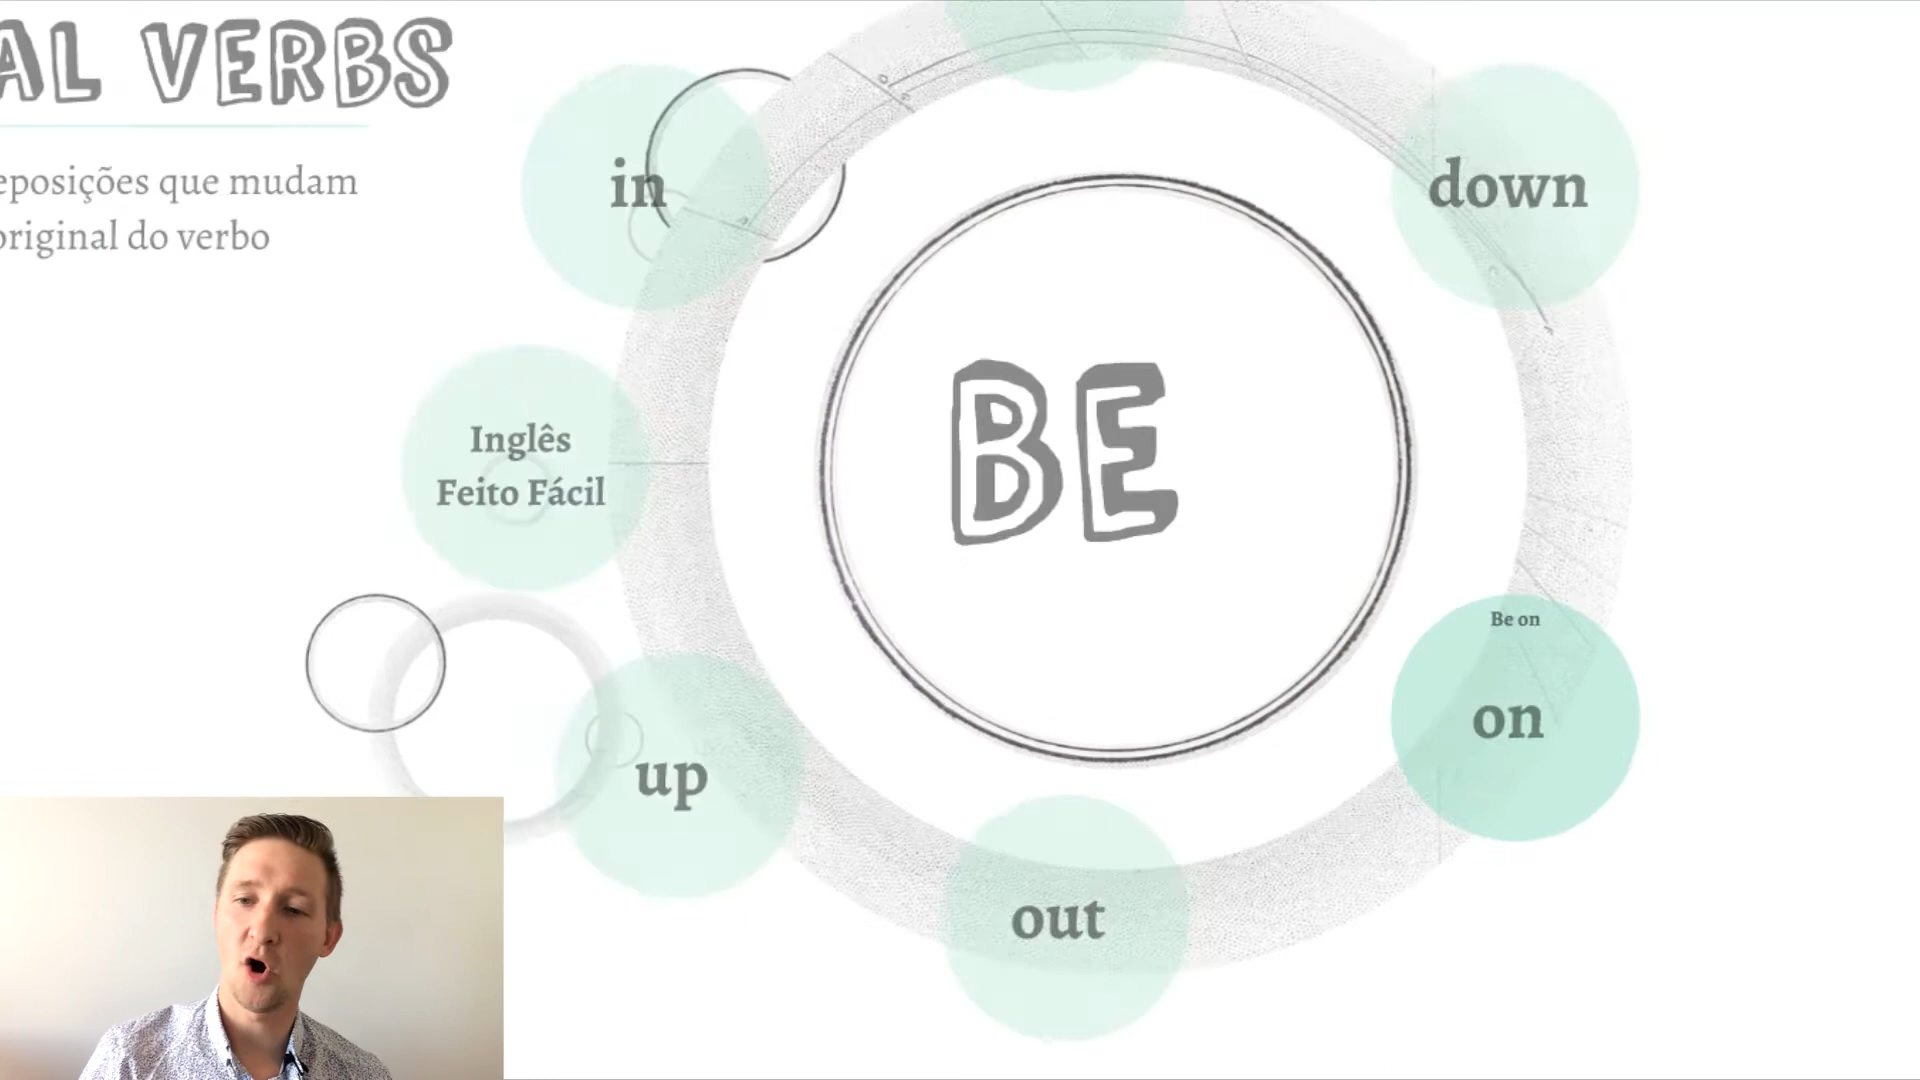 AL VERBS
eposições que mudam
original do verbo
in
down
Inglês
Feito Fácil
BE
Be on
on
up
out